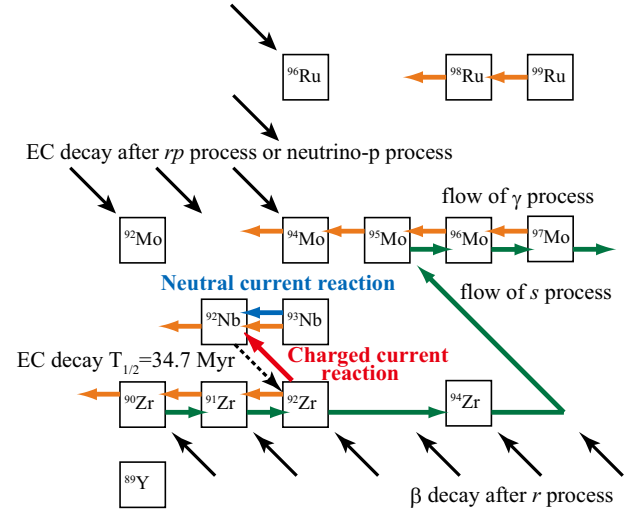 ⁹⁶Ru
⁹⁸Ru
⁹⁹Ru
EC decay after rp process or neutrino-p process
flow of γ process
⁹²Mo
⁹⁴Mo
⁹⁵Mo
⁹⁶Mo
⁹⁷Mo
Neutral current reaction
flow of s process
⁹²Nb
⁹³Nb
EC decay T₁/₂=34.7 Myr
Charged current
reaction
⁹⁰Zr
⁹¹Zr
⁹²Zr
⁹⁴Zr
⁸⁹Y
β decay after r process